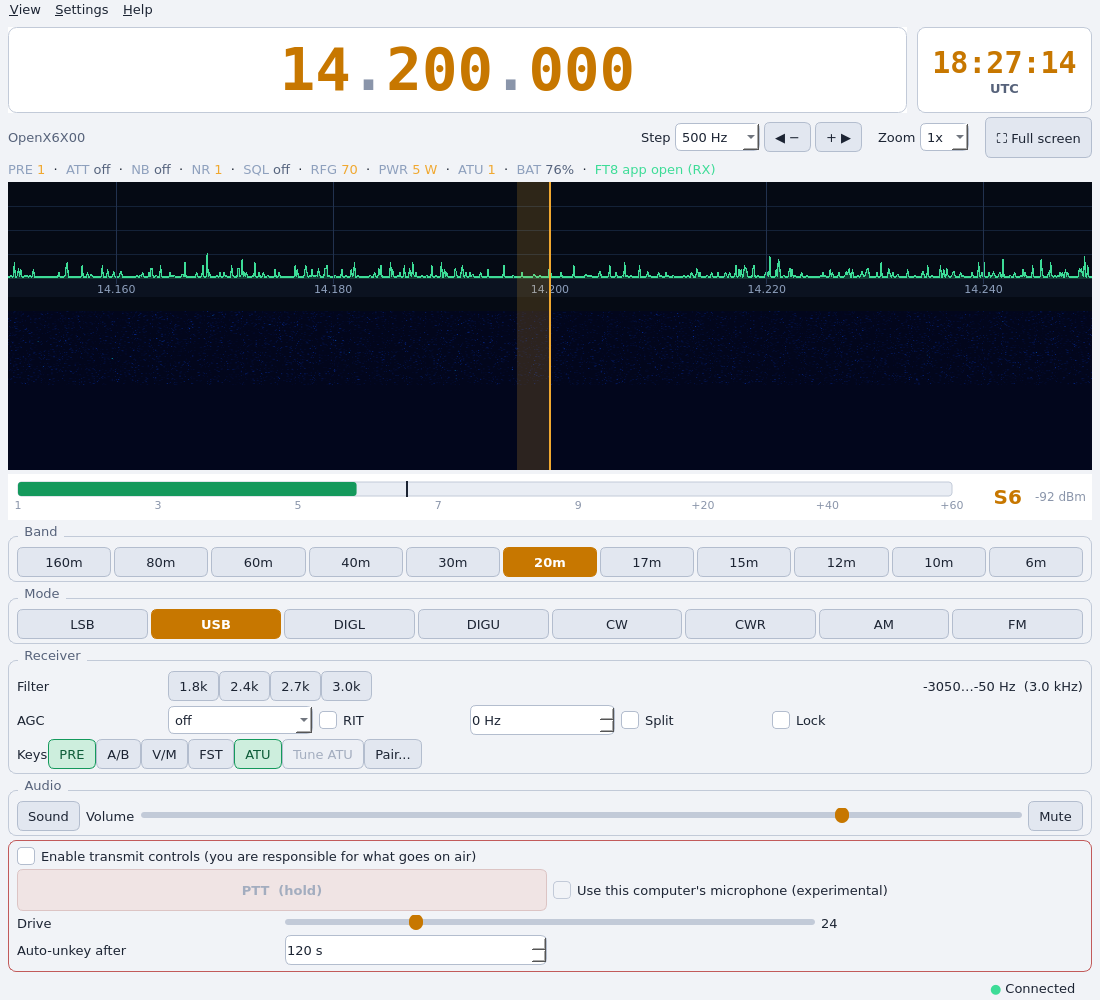 View Settings Help
14.200.000
18:27:14
UTC
OpenX6X00
Step 500 Hz ◀ − + ▶ Zoom 1x ⛶ Full screen
PRE 1 · ATT off · NB off · NR 1 · SQL off · RFG 70 · PWR 5 W · ATU 1 · BAT 76% · FT8 app open (RX)
14.160 14.180 14.200 14.220 14.240
1 3 5 7 9 +20 +40 +60
S6 -92 dBm
Band
160m 80m 60m 40m 30m 20m 17m 15m 12m 10m 6m
Mode
LSB USB DIGL DIGU CW CWR AM FM
Receiver
Filter 1.8k 2.4k 2.7k 3.0k -3050...-50 Hz (3.0 kHz)
AGC off RIT 0 Hz Split Lock
Keys PRE A/B V/M FST ATU Tune ATU Pair...
Audio
Sound Volume Mute
Enable transmit controls (you are responsible for what goes on air)
PTT (hold) Use this computer's microphone (experimental)
Drive 24
Auto-unkey after 120 s
Connected